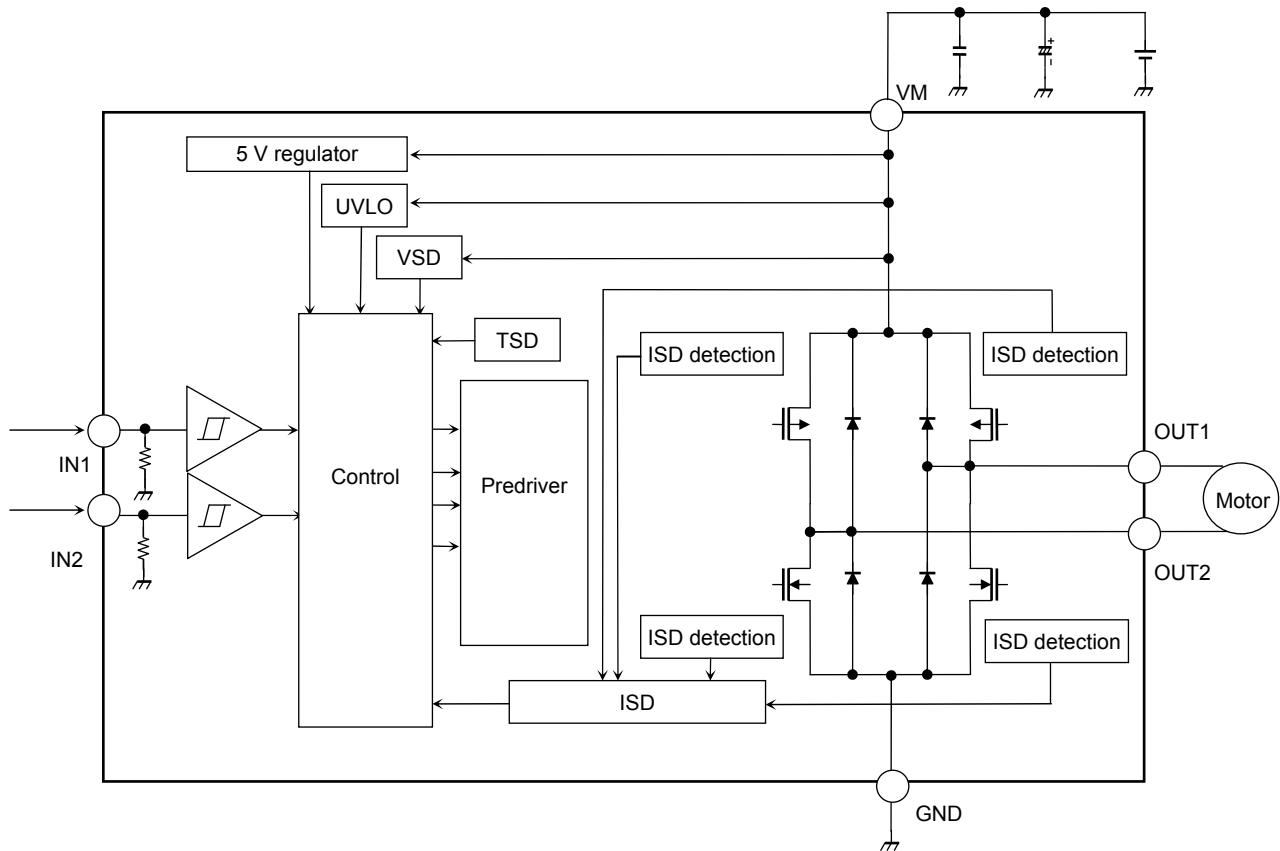 VM
5 V regulator
UVLO
VSD
TSD
ISD detection
ISD detection
IN1
IN2
Control
Predriver
OUT1
Motor
OUT2
ISD detection
ISD detection
ISD
GND